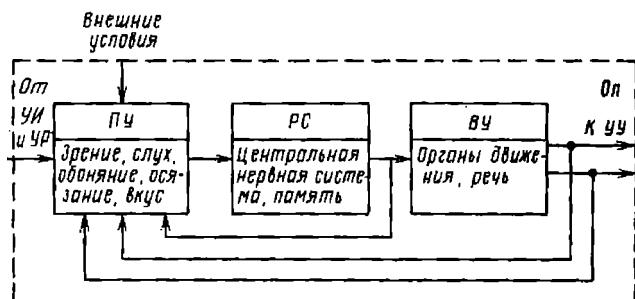 Внешние
условия
От
УИ
и УР
Оп
ПУ
Зрение, слух,
обоняние, ося-
зание, вкус
РС
Центральная
нервная систе-
ма, память
ВУ
Органы движе-
ния, речь
К УУ